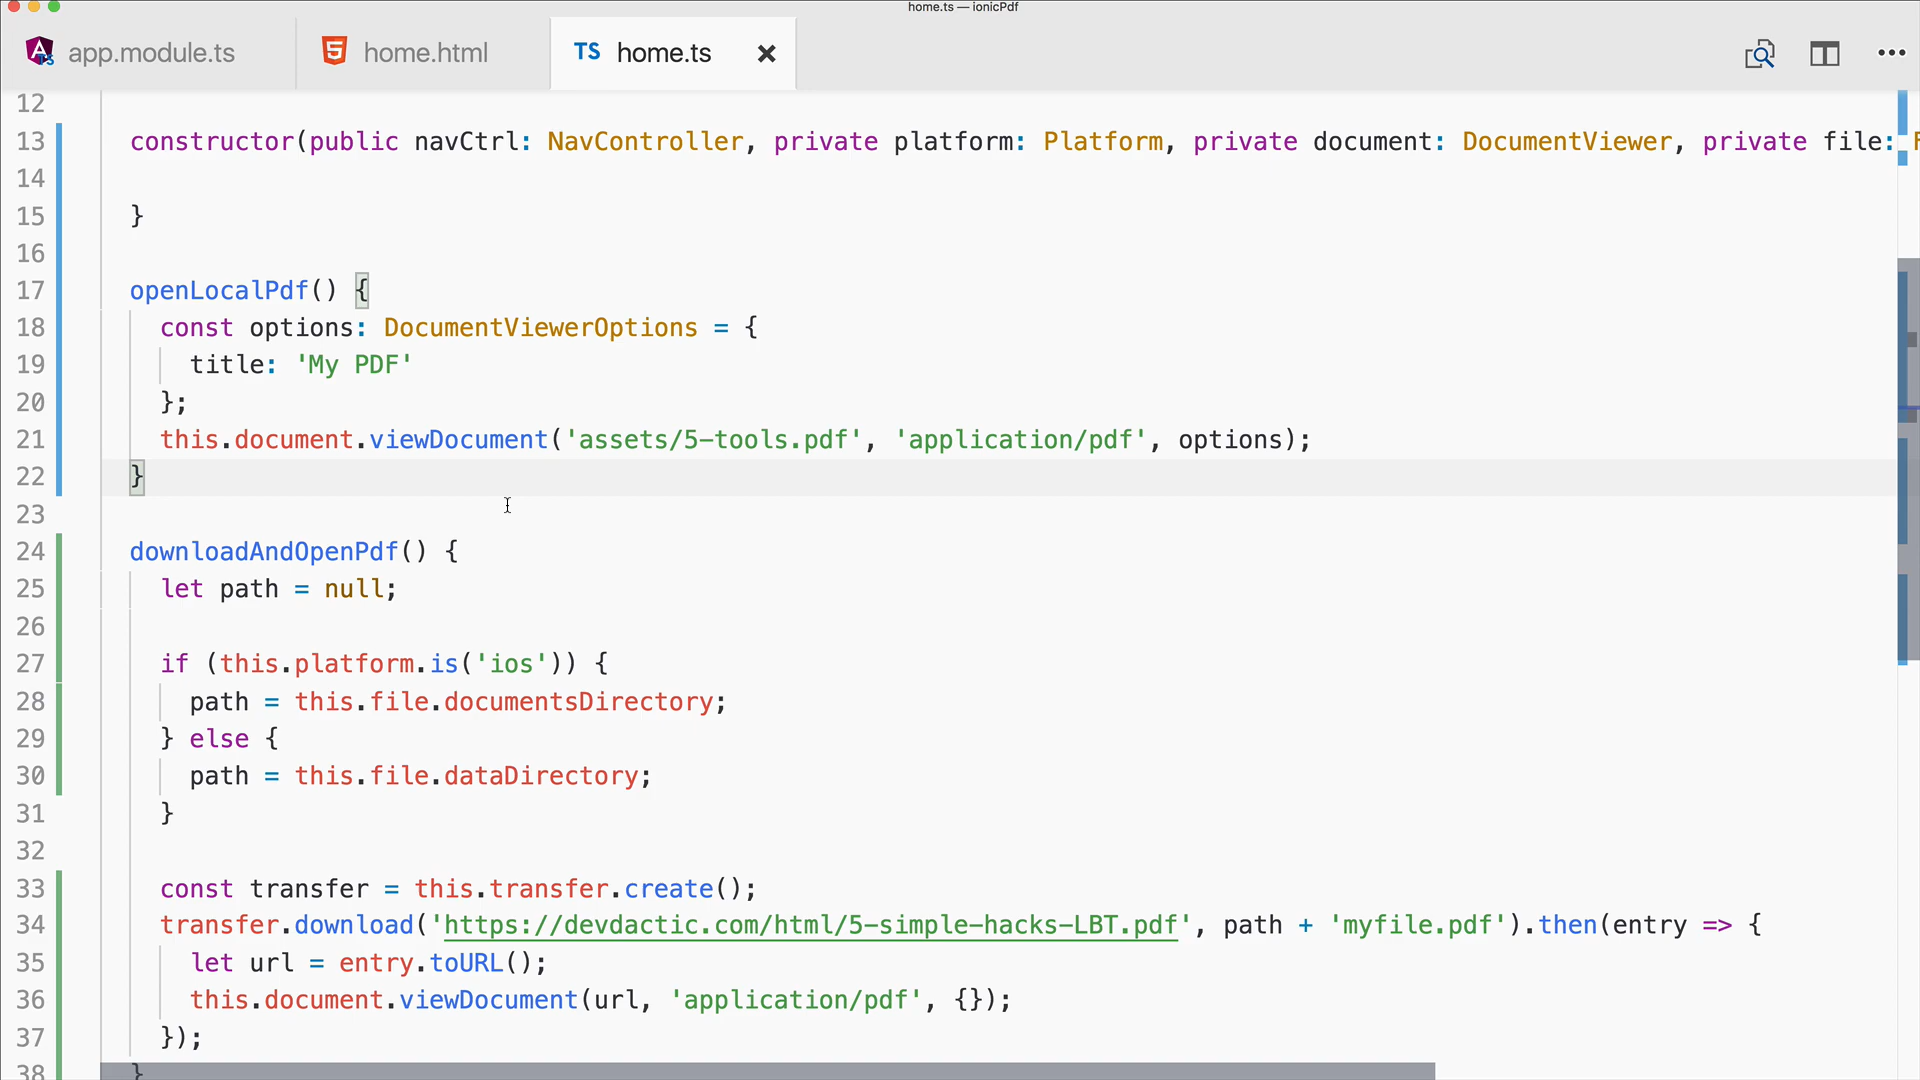 home.ts — ionicPdf
app.module.ts home.html TS home.ts
12
13 constructor(public navCtrl: NavController, private platform: Platform, private document: DocumentViewer, private file: F
14
15 }
16
17 openLocalPdf() {
18 const options: DocumentViewerOptions = {
19 title: 'My PDF'
20 };
21 this.document.viewDocument('assets/5-tools.pdf', 'application/pdf', options);
22 }
23
24 downloadAndOpenPdf() {
25 let path = null;
26
27 if (this.platform.is('ios')) {
28 path = this.file.documentsDirectory;
29 } else {
30 path = this.file.dataDirectory;
31 }
32
33 const transfer = this.transfer.create();
34 transfer.download('https://devdactic.com/html/5-simple-hacks-LBT.pdf', path + 'myfile.pdf').then(entry => {
35 let url = entry.toURL();
36 this.document.viewDocument(url, 'application/pdf', {});
37 });
38 }